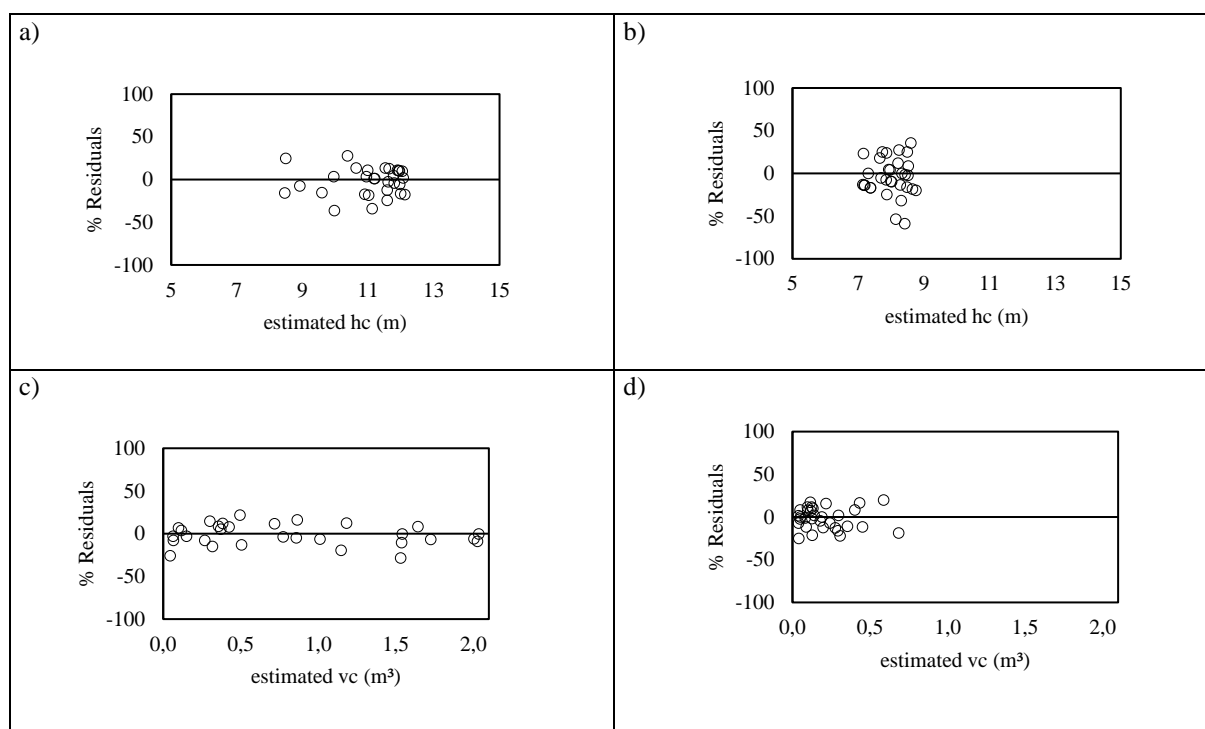 a)
100
50
0
-50
-100
% Residuals
5 7 9 11 13 15
estimated hc (m)
b)
100
50
0
-50
-100
% Residuals
5 7 9 11 13 15
estimated hc (m)
c)
100
50
0
-50
-100
% Residuals
0,0 0,5 1,0 1,5 2,0
estimated vc (m³)
d)
100
50
0
-50
-100
% Residuals
0,0 0,5 1,0 1,5 2,0
estimated vc (m³)